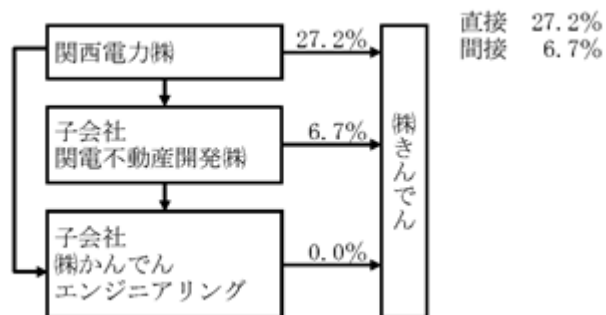 関西電力㈱
27.2%
直接 27.2%
間接 6.7%
子会社
関電不動産開発㈱
6.7%
㈱きんでん
子会社
㈱かんでん
エンジニアリング
0.0%